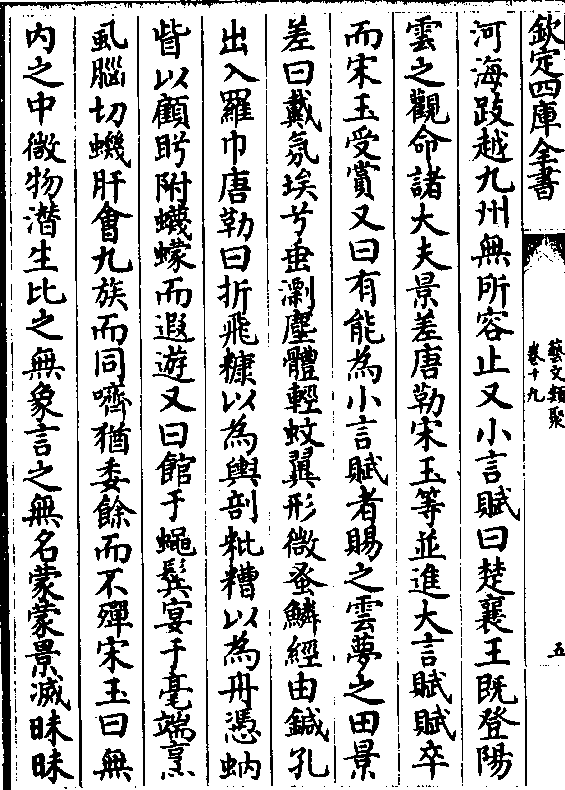 欽定四庫全書
藝文類聚
卷十九
五
河海跂越九州無所容止又小言賦曰楚襄王既登陽
雲之觀命諸大夫景差唐勒宋玉等並進大言賦賦卒
而宋玉受賞又曰有能為小言賦者賜之雲夢之田景
差曰戴氛埃兮垂漂塵體輕蚊翼形微蚤鱗經由鍼孔
出入羅巾唐勒曰折飛糠以為輿剖粃糟以為舟憑蚋
眥以顧盻附蠛蠓而遐遊又曰館于蠅鬢宴于毫端烹
虱腦切蟣肝會九族而同嚌猶委餘而不殫宋玉曰無
内之中微物潛生比之無象言之無名蒙蒙景滅昧昧